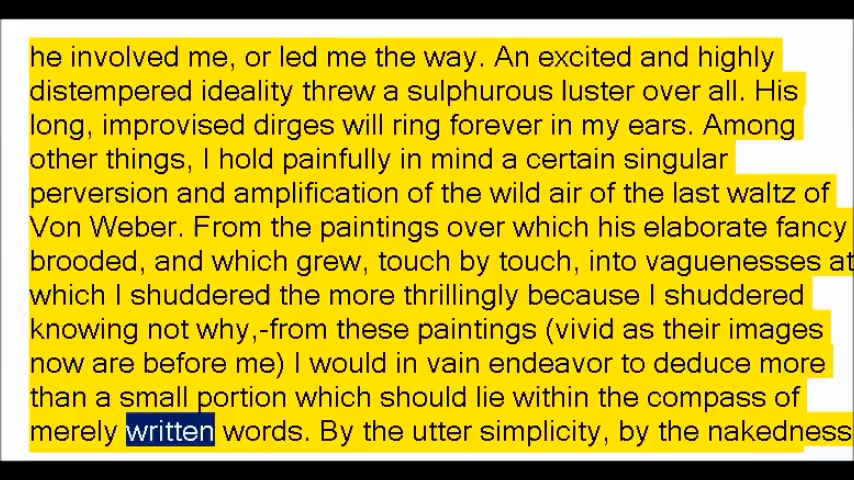 he involved me, or led me the way. An excited and highly
distempered ideality threw a sulphurous luster over all. His
long, improvised dirges will ring forever in my ears. Among
other things, I hold painfully in mind a certain singular
perversion and amplification of the wild air of the last waltz of
Von Weber. From the paintings over which his elaborate fancy
brooded, and which grew, touch by touch, into vaguenesses at
which I shuddered the more thrillingly because I shuddered
knowing not why,-from these paintings (vivid as their images
now are before me) I would in vain endeavor to deduce more
than a small portion which should lie within the compass of
merely written words. By the utter simplicity, by the nakedness